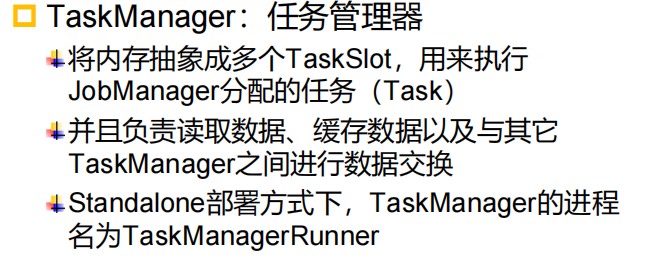 TaskManager：任务管理器
将内存抽象成多个TaskSlot，用来执行
JobManager分配的任务（Task）
并且负责读取数据、缓存数据以及与其它
TaskManager之间进行数据交换
Standalone部署方式下，TaskManager的进程
名为TaskManagerRunner